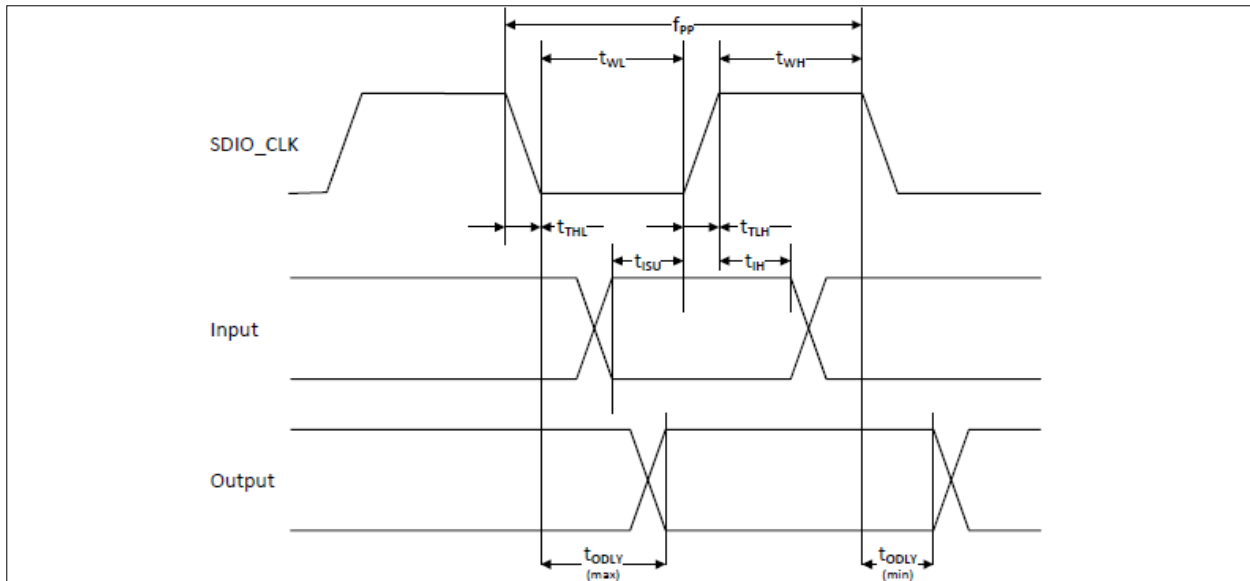 fPP
tWL
tWH
SDIO_CLK
tTHL
tTLH
tISU
tIH
Input
Output
tODLY
(max)
tODLY
(min)